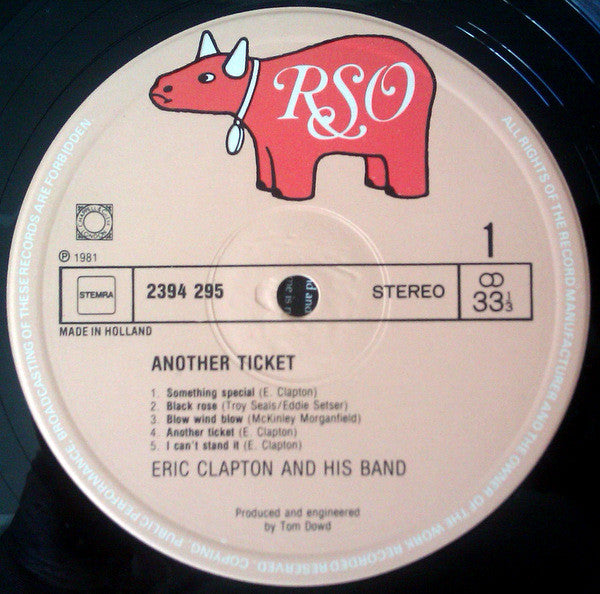 RSO
ALL RIGHTS OF THE RECORD MANUFACTURER AND THE OWNER OF THE WORK RECORDED RESERVED. COPYING, PUBLIC PERFORMANCE, BROADCASTING OF THESE RECORDS ARE FORBIDDEN
1
℗ 1981
STEMRA
2394 295
STEREO
33 1/3
MADE IN HOLLAND
ANOTHER TICKET
1. Something special (E. Clapton)
2. Black rose (Troy Seals/Eddie Setser)
3. Blow wind blow (McKinley Morganfield)
4. Another ticket (E. Clapton)
5. I can't stand it (E. Clapton)
ERIC CLAPTON AND HIS BAND
Produced and engineered
by Tom Dowd